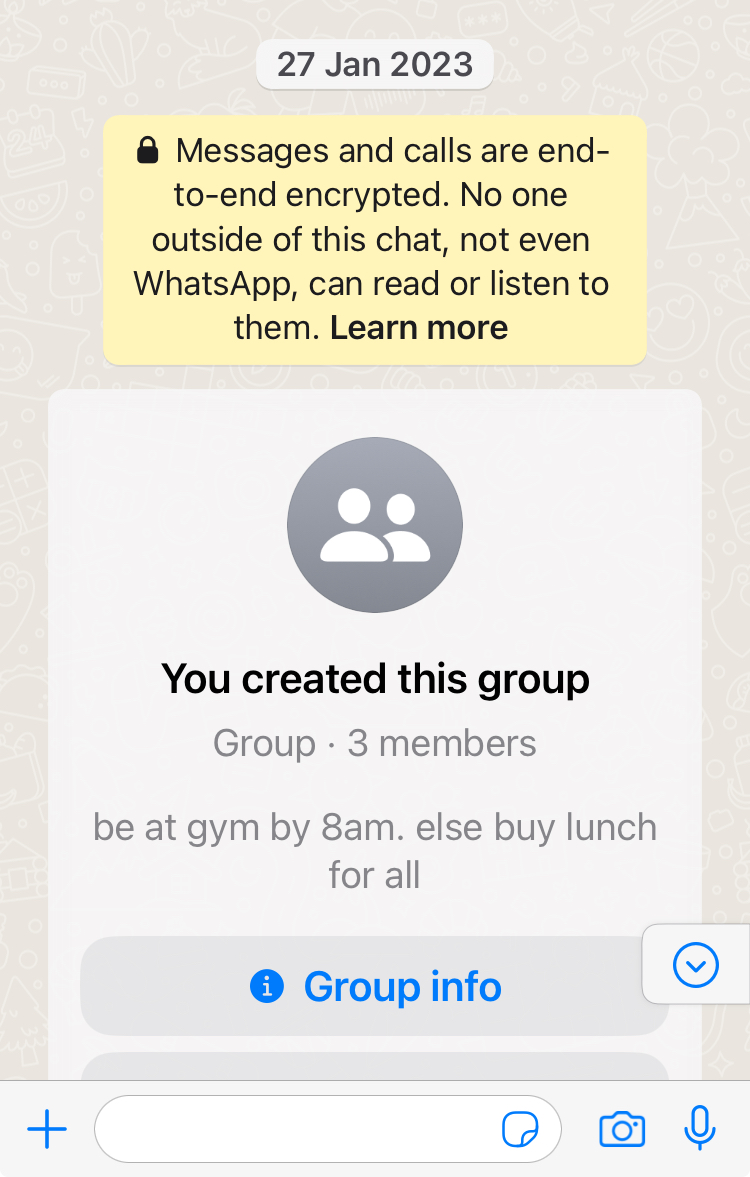 27 Jan 2023
Messages and calls are end-
to-end encrypted. No one
outside of this chat, not even
WhatsApp, can read or listen to
them. Learn more
You created this group
Group · 3 members
be at gym by 8am. else buy lunch
for all
Group info